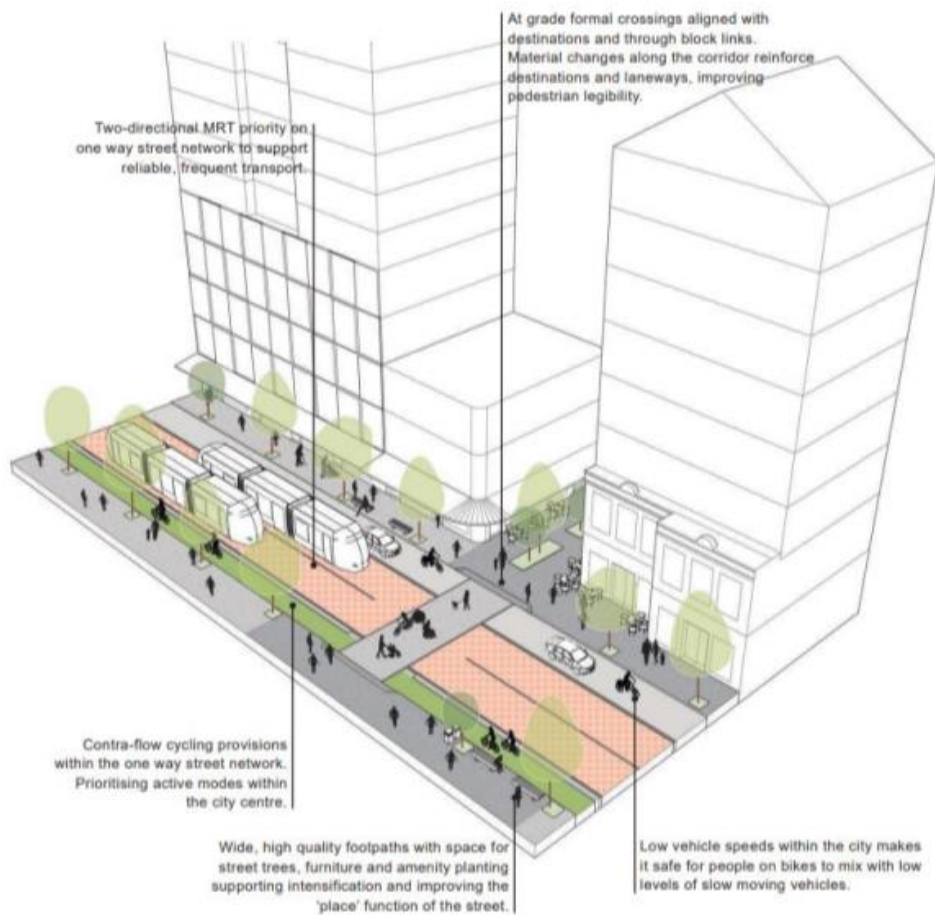 At grade formal crossings aligned with
destinations and through block links.
Material changes along the corridor reinforce
destinations and laneways, improving
pedestrian legibility.
Two-directional MRT priority on
one way street network to support
reliable, frequent transport.
Contra-flow cycling provisions
within the one way street network.
Prioritising active modes within
the city centre.
Wide, high quality footpaths with space for
street trees, furniture and amenity planting
supporting intensification and improving the
'place' function of the street.
Low vehicle speeds within the city makes
it safe for people on bikes to mix with low
levels of slow moving vehicles.